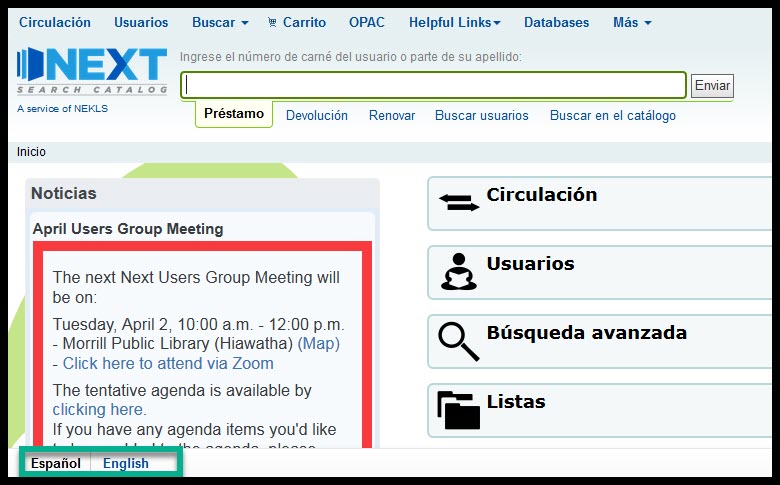 Circulación Usuarios Buscar Carrito OPAC Helpful Links Databases Más
NEXT
SEARCH CATALOG
A service of NEKLS
Ingrese el número de carné del usuario o parte de su apellido:
Enviar
Préstamo Devolución Renovar Buscar usuarios Buscar en el catálogo
Inicio
Noticias
April Users Group Meeting
The next Next Users Group Meeting will
be on:
Tuesday, April 2, 10:00 a.m. - 12:00 p.m.
- Morrill Public Library (Hiawatha) (Map)
- Click here to attend via Zoom
The tentative agenda is available by
clicking here.
If you have any agenda items you'd like
Circulación
Usuarios
Búsqueda avanzada
Listas
Español English